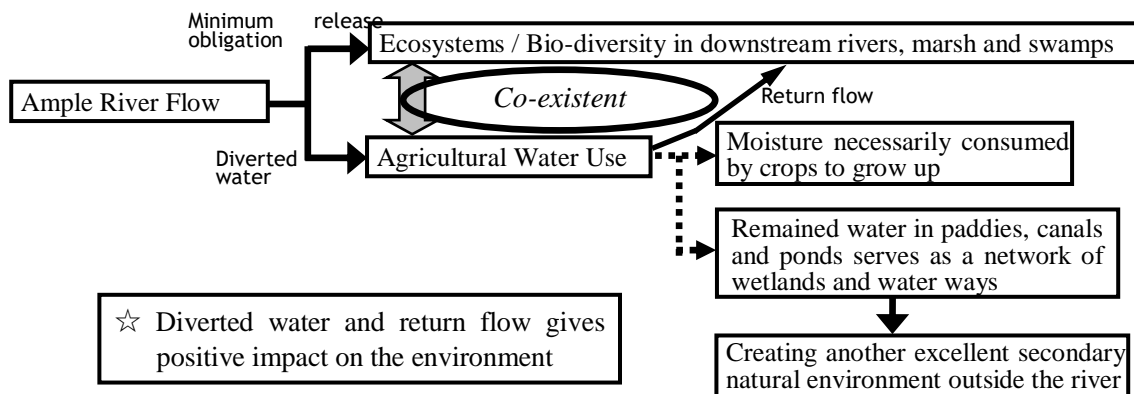 Minimum release
obligation
Ecosystems / Bio-diversity in downstream rivers, marsh and swamps
Ample River Flow
Co-existent
Return flow
Diverted
water
Agricultural Water Use
Moisture necessarily consumed
by crops to grow up
Remained water in paddies, canals
and ponds serves as a network of
wetlands and water ways
☆ Diverted water and return flow gives
positive impact on the environment
Creating another excellent secondary
natural environment outside the river